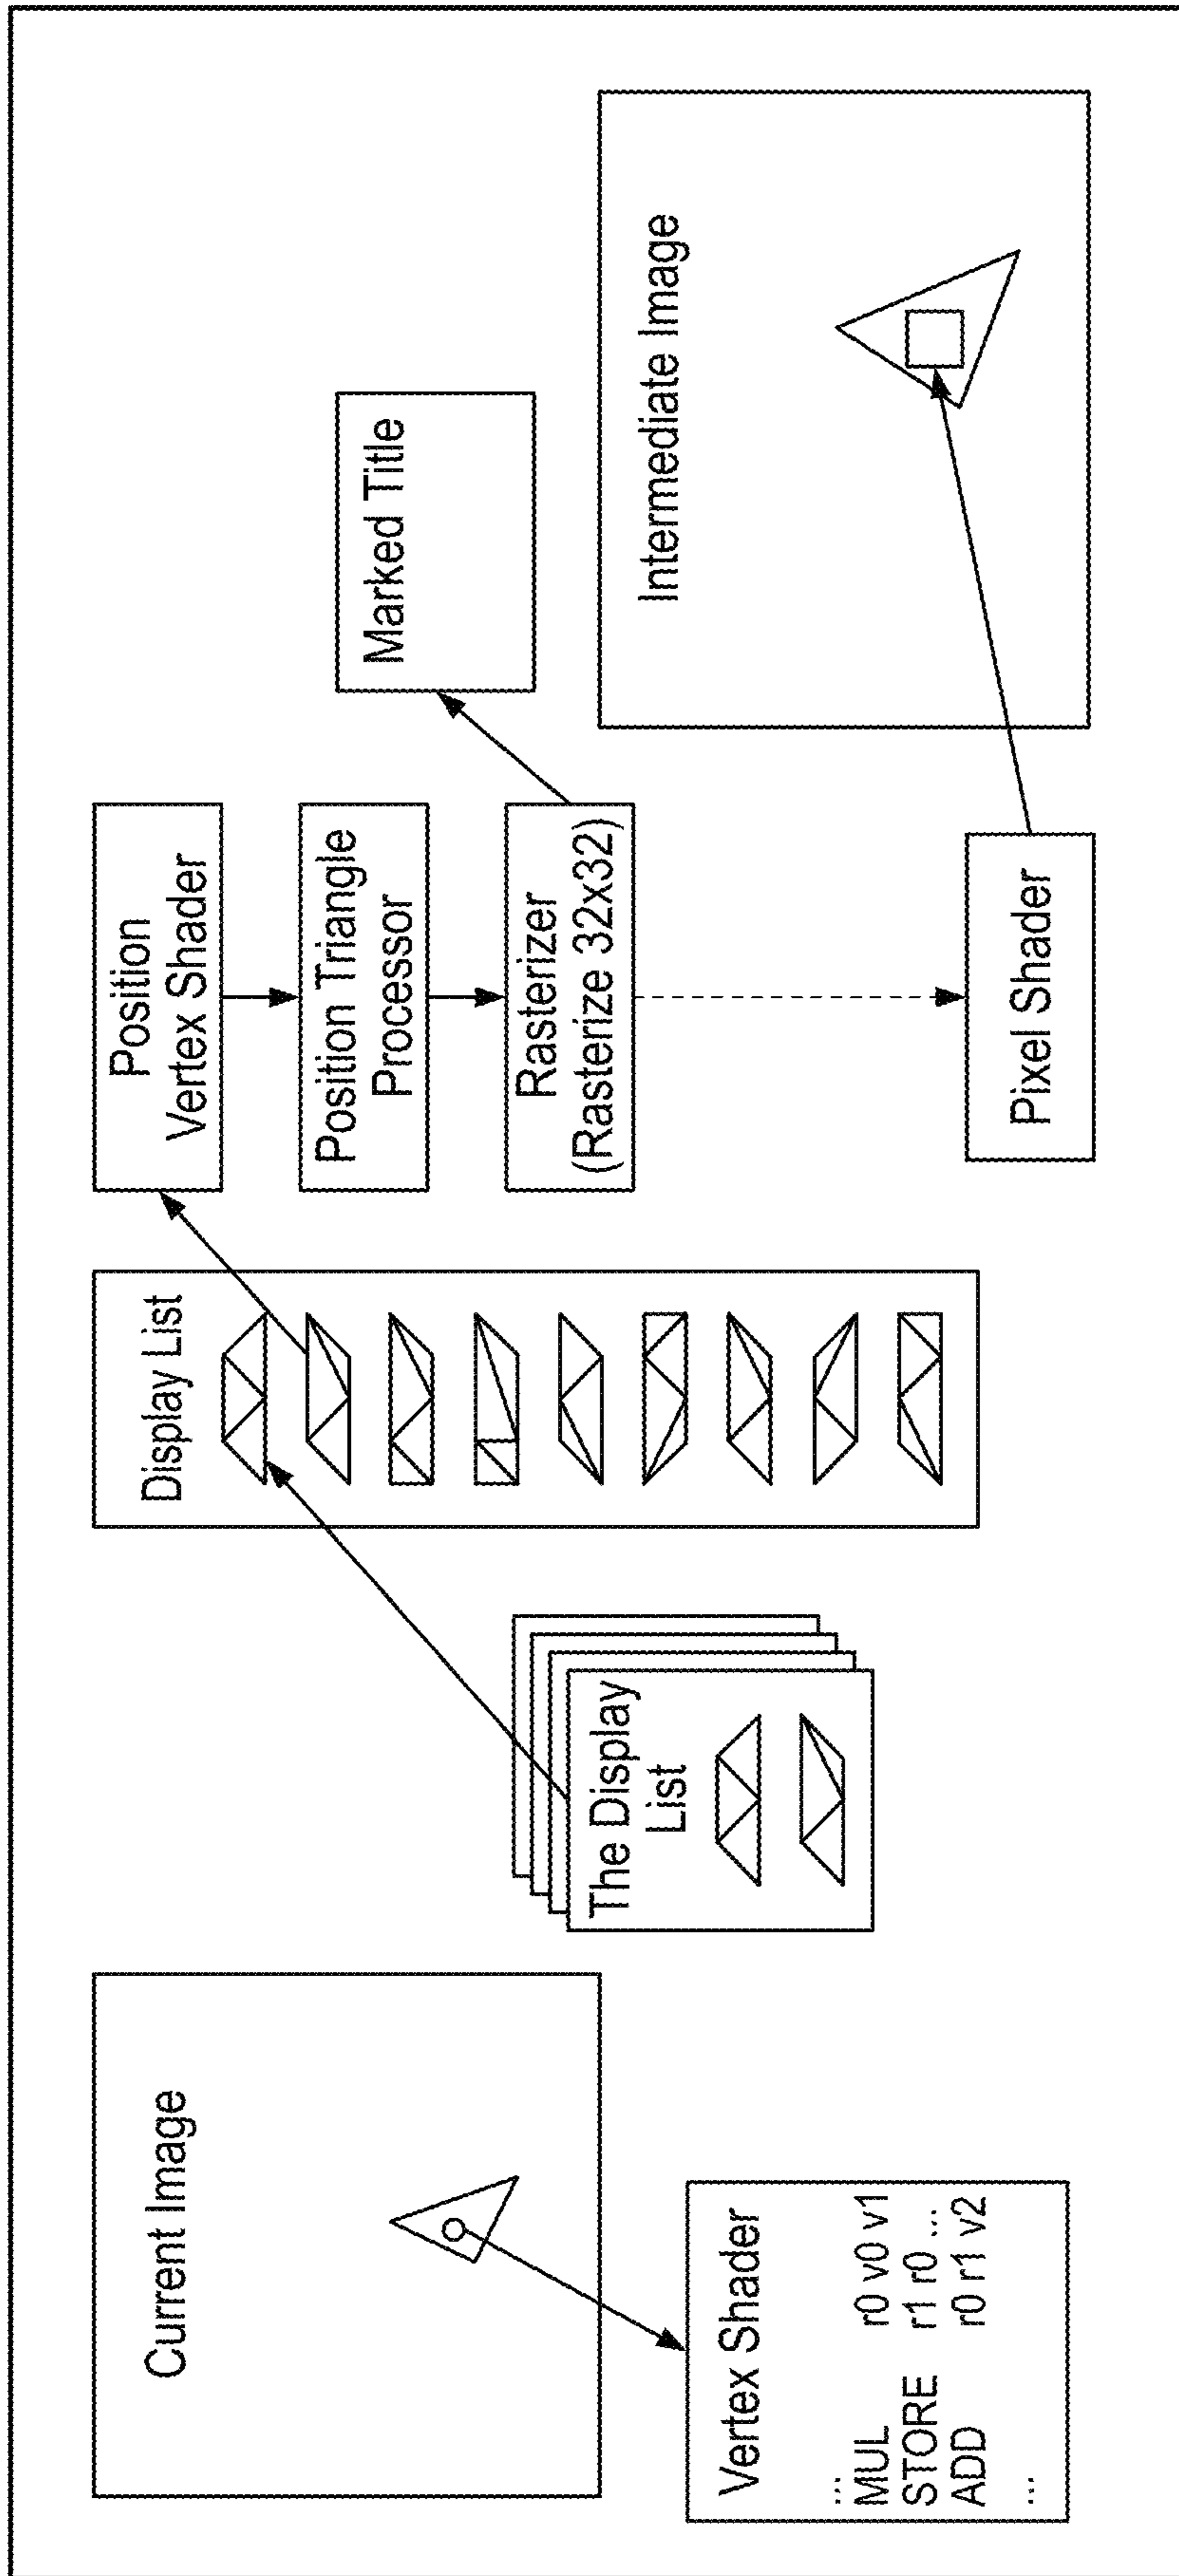 Current Image
Vertex Shader
...
MUL r0 v0 v1
STORE r1 r0 ...
ADD r0 r1 v2
...
The Display
List
Display List
Position
Vertex Shader
Position Triangle
Processor
Rasterizer
(Rasterize 32x32)
Pixel Shader
Marked Title
Intermediate Image